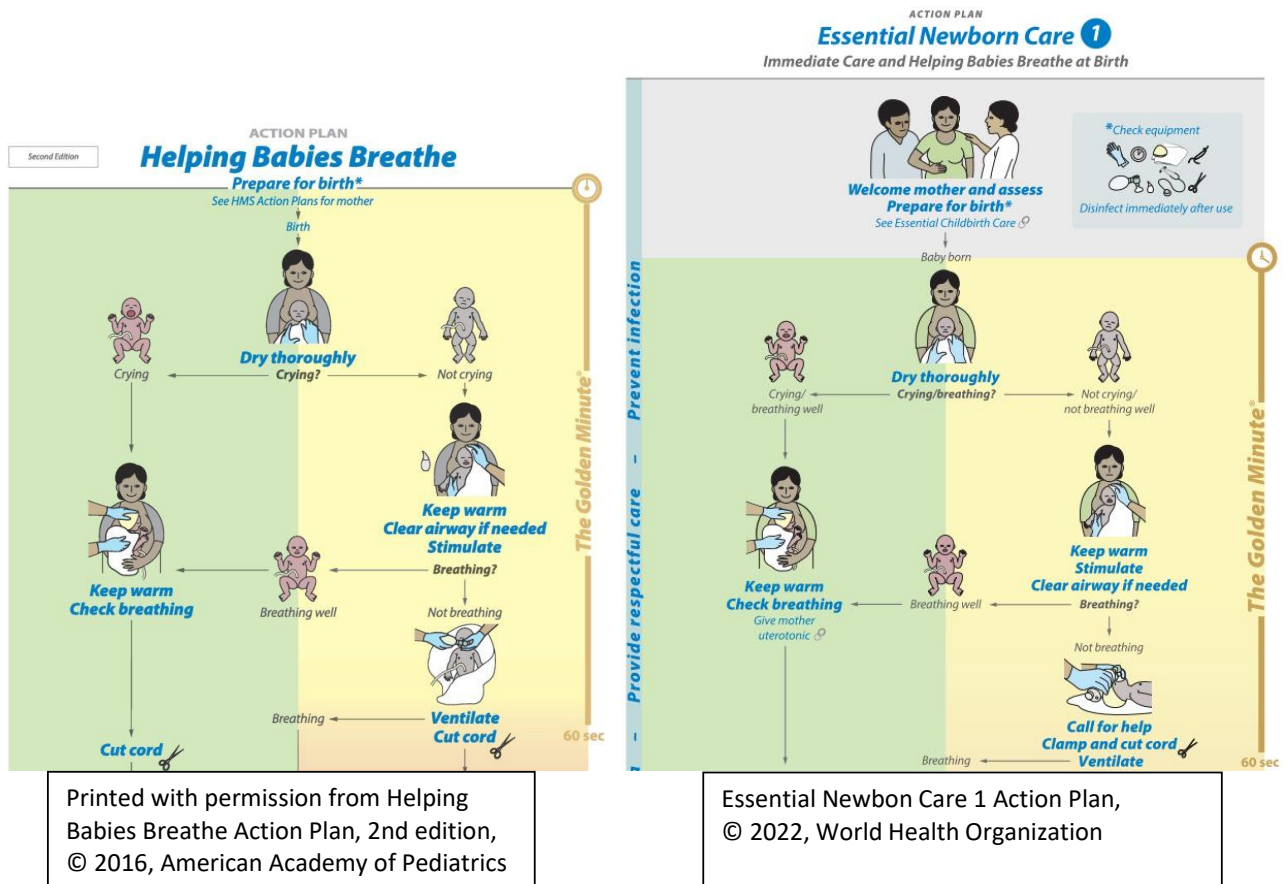 Second Edition
ACTION PLAN
Helping Babies Breathe
Prepare for birth*
See HMS Action Plans for mother
Birth
Dry thoroughly
Crying
Crying?
Not crying
Keep warm
Clear airway if needed
Stimulate
Breathing?
Keep warm
Check breathing
Breathing well
Not breathing
Breathing
Ventilate
Cut cord
Cut cord
The Golden Minute®
60 sec
Printed with permission from Helping
Babies Breathe Action Plan, 2nd edition,
© 2016, American Academy of Pediatrics
ACTION PLAN
Essential Newborn Care 1
Immediate Care and Helping Babies Breathe at Birth
*Check equipment
Disinfect immediately after use
Welcome mother and assess
Prepare for birth*
See Essential Childbirth Care
Baby born
Dry thoroughly
Crying/
breathing well
Crying/breathing?
Not crying/
not breathing well
Keep warm
Stimulate
Clear airway if needed
Breathing?
Keep warm
Check breathing
Give mother
uterotonic
Breathing well
Not breathing
Call for help
Clamp and cut cord
Ventilate
Breathing
Provide respectful care – Prevent infection
The Golden Minute®
60 sec
Essential Newbon Care 1 Action Plan,
© 2022, World Health Organization